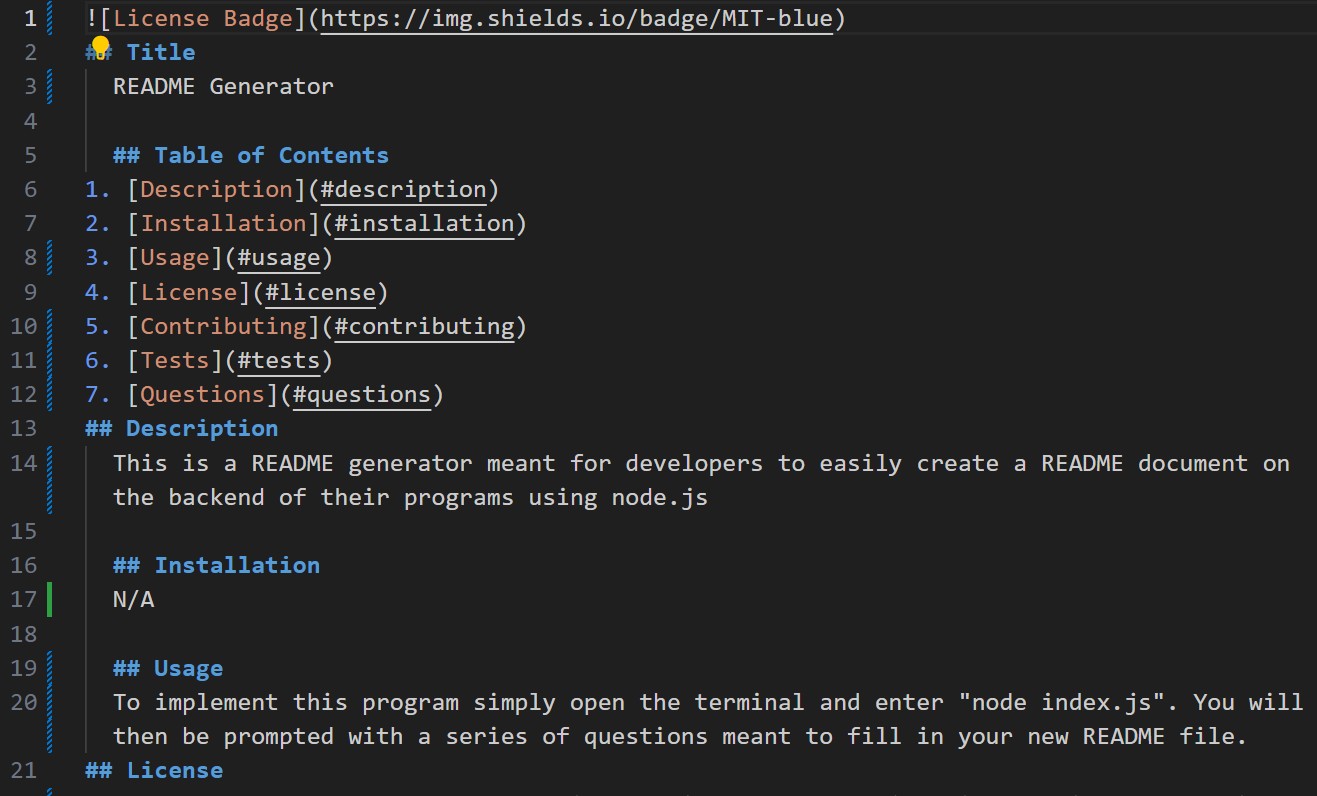 1 ![License Badge](https://img.shields.io/badge/MIT-blue)
2 ## Title
3 README Generator
4
5 ## Table of Contents
6 1. [Description](#description)
7 2. [Installation](#installation)
8 3. [Usage](#usage)
9 4. [License](#license)
10 5. [Contributing](#contributing)
11 6. [Tests](#tests)
12 7. [Questions](#questions)
13 ## Description
14 This is a README generator meant for developers to easily create a README document on
the backend of their programs using node.js
15
16 ## Installation
17 N/A
18
19 ## Usage
20 To implement this program simply open the terminal and enter "node index.js". You will
then be prompted with a series of questions meant to fill in your new README file.
21 ## License